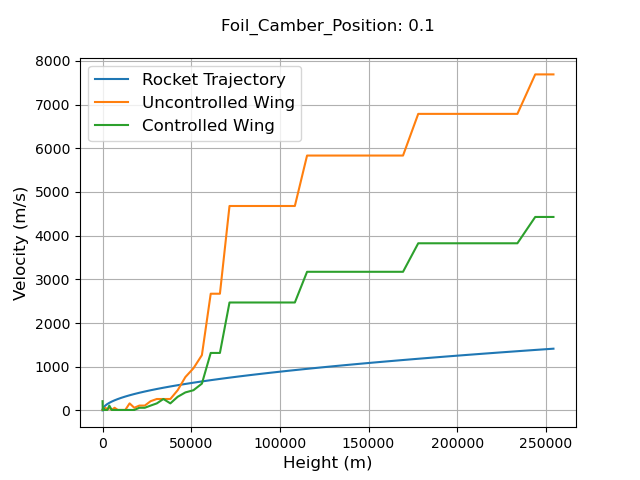 Foil_Camber_Position: 0.1
8000
7000
6000
5000
4000
3000
2000
1000
0
Velocity (m/s)
Rocket Trajectory
Uncontrolled Wing
Controlled Wing
0 50000 100000 150000 200000 250000
Height (m)